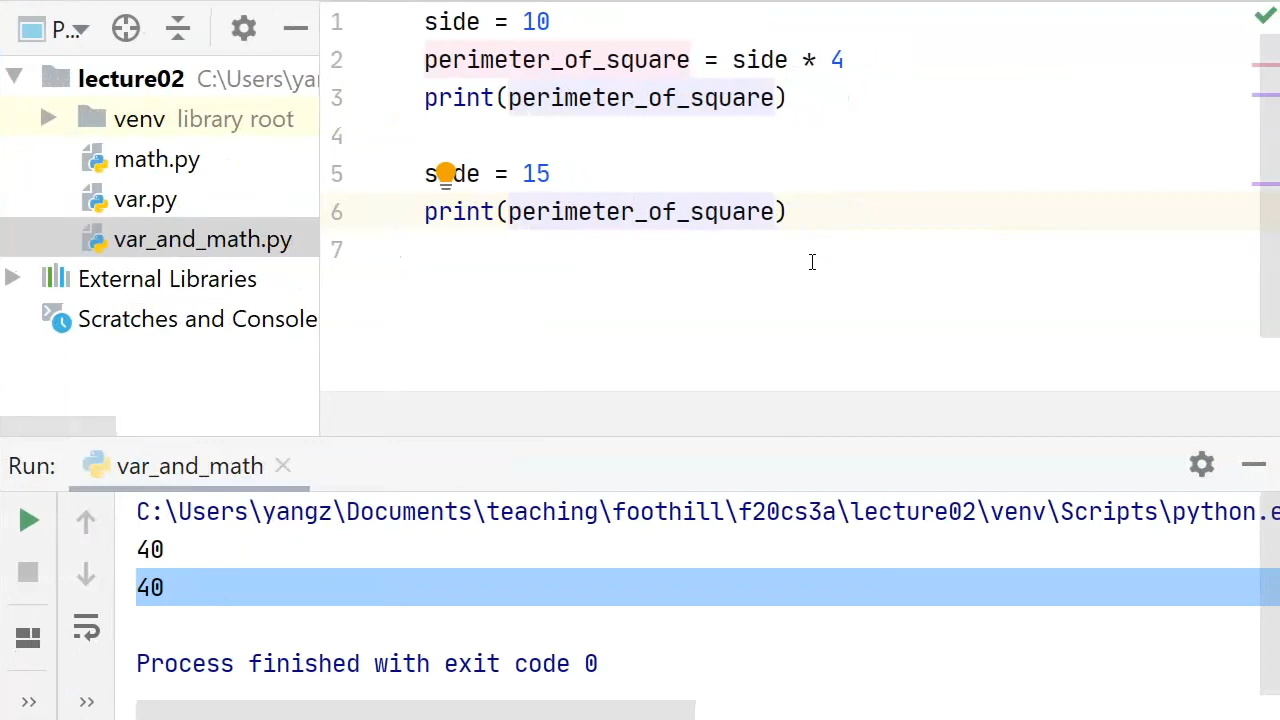 P...
lecture02 C:\Users\ya
venv library root
math.py
var.py
var_and_math.py
External Libraries
Scratches and Console
1 side = 10
2 perimeter_of_square = side * 4
3 print(perimeter_of_square)
4
5 side = 15
6 print(perimeter_of_square)
7
Run: var_and_math
C:\Users\yangz\Documents\teaching\foothill\f20cs3a\lecture02\venv\Scripts\python.e
40
40
Process finished with exit code 0